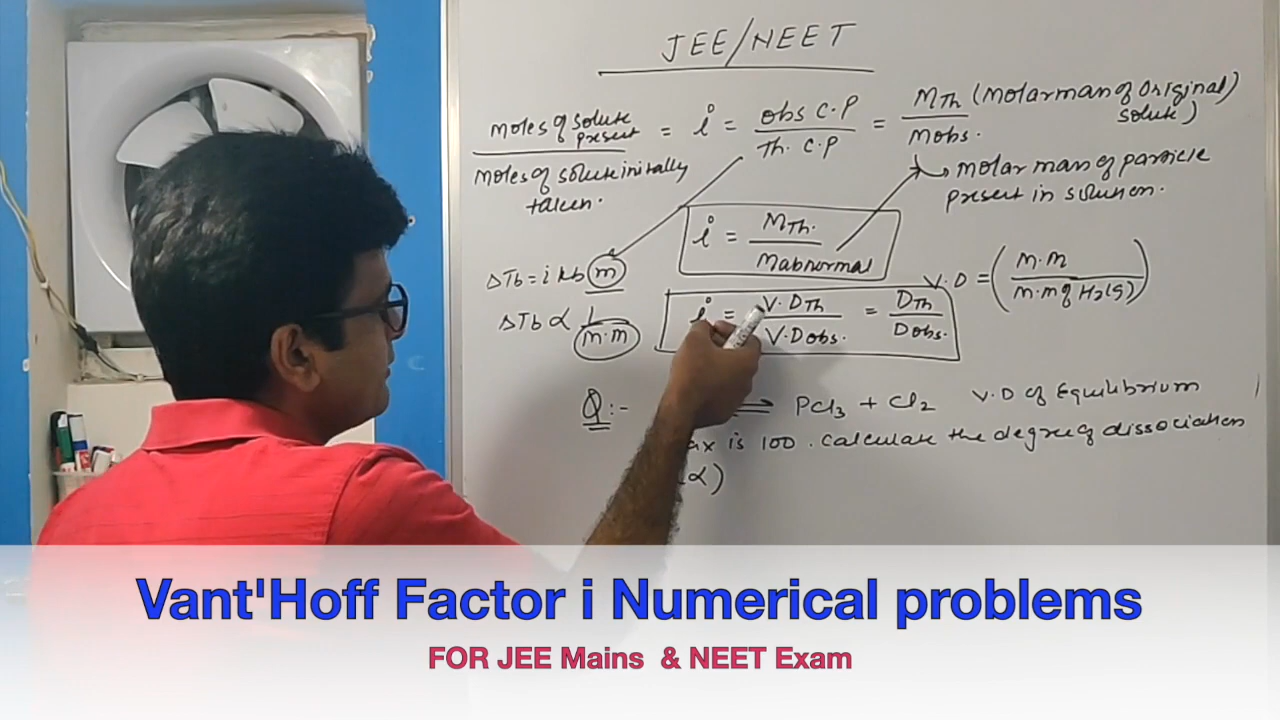 JEE/NEET
moles of solute present / moles of solute initially taken. = i = obs C.P / Th. C.P = MTh (molar mass of original solute) / mobs.
→ molar mass of particle present in solution.
i = MTh. / Mabnormal
ΔTb = i kb m
V.D = (m.m / m.m of H2(g))
ΔTb ∝ 1 / m.m
i = V.DTh / V.Dobs. = DTh / Dobs.
Q:- ⇌ PCl3 + Cl2 V.D of Equilibrium
is 100. Calculate the degree of dissociation
(α)
Vant'Hoff Factor i Numerical problems
FOR JEE Mains & NEET Exam